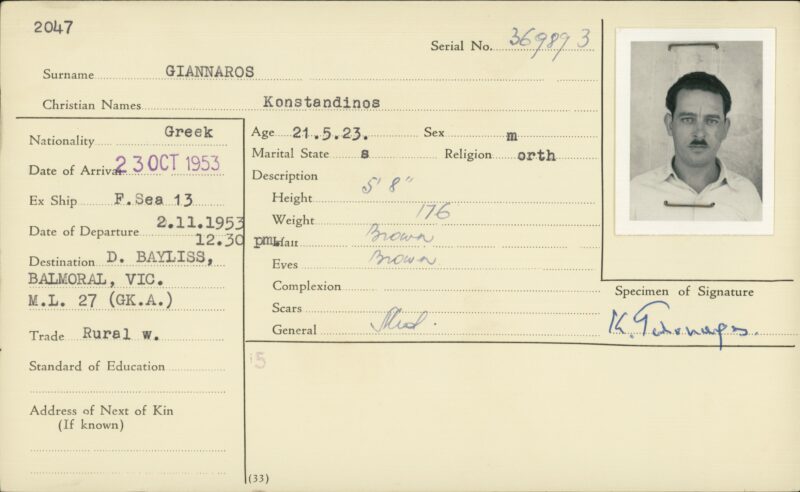 2047
Serial No. 369893
Surname GIANNAROS
Christian Names Konstandinos
Nationality Greek
Date of Arrival 23 OCT 1953
Ex Ship F.Sea 13
Date of Departure 2.11.1953
12.30 pm.
Destination D. BAYLISS,
BALMORAL, VIC.
M.L. 27 (GK.A.)
Trade Rural w.
Standard of Education
Address of Next of Kin
(If known)
Age 21.5.23. Sex m
Marital State s Religion orth
Description
Height 5' 8"
Weight 176
Hair Brown
Eyes Brown
Complexion
Scars
General
15
(33)
Specimen of Signature
K.